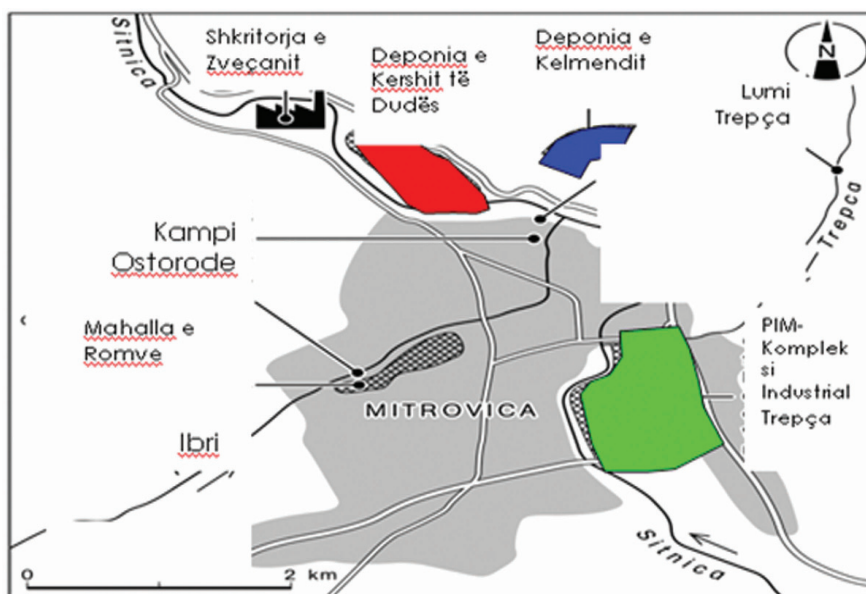 Sitnica
Shkritorja e
Zveçanit
Deponia e
Kershit të
Dudës
Deponia e
Kelmendit
N
Lumi
Trepça
Trepça
Kampi
Ostorode
Mahalla e
Romve
PIM-
Komplek
si
Industrial
Trepça
MITROVICA
Ibri
Sitnica
0 2 km